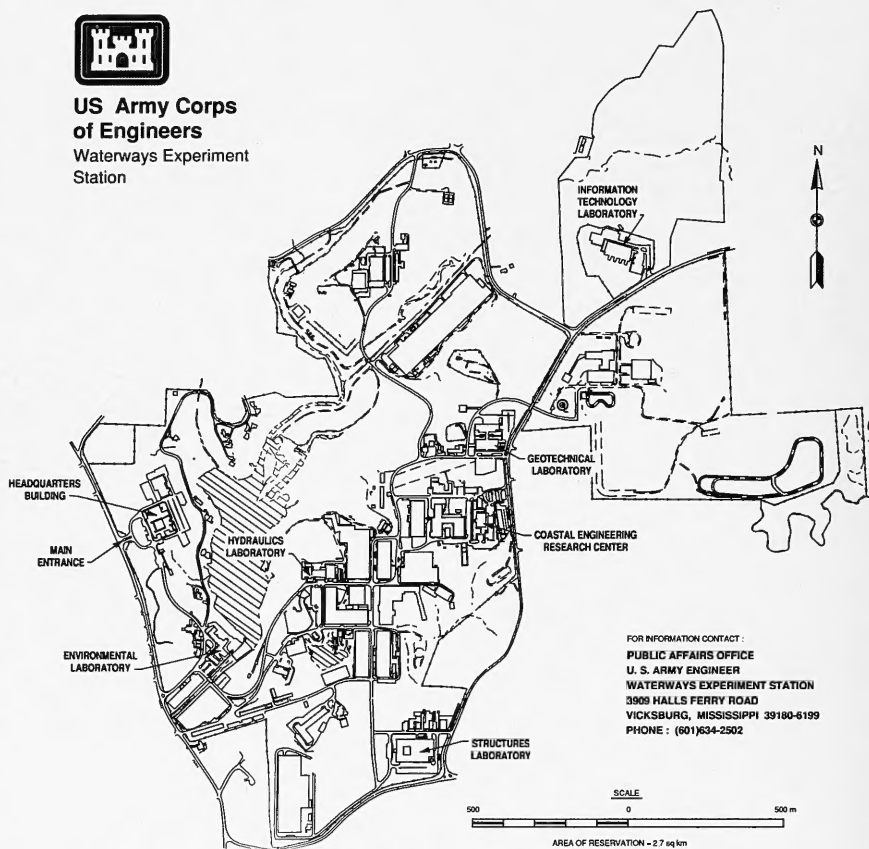 US Army Corps
of Engineers
Waterways Experiment
Station
N
INFORMATION
TECHNOLOGY
LABORATORY
GEOTECHNICAL
LABORATORY
HEADQUARTERS
BUILDING
HYDRAULICS
LABORATORY
COASTAL ENGINEERING
RESEARCH CENTER
MAIN
ENTRANCE
ENVIRONMENTAL
LABORATORY
FOR INFORMATION CONTACT :
PUBLIC AFFAIRS OFFICE
U. S. ARMY ENGINEER
WATERWAYS EXPERIMENT STATION
3909 HALLS FERRY ROAD
VICKSBURG, MISSISSIPPI 39180-6199
PHONE : (601)634-2502
STRUCTURES
LABORATORY
SCALE
500 0 500 m
AREA OF RESERVATION - 2.7 sq km